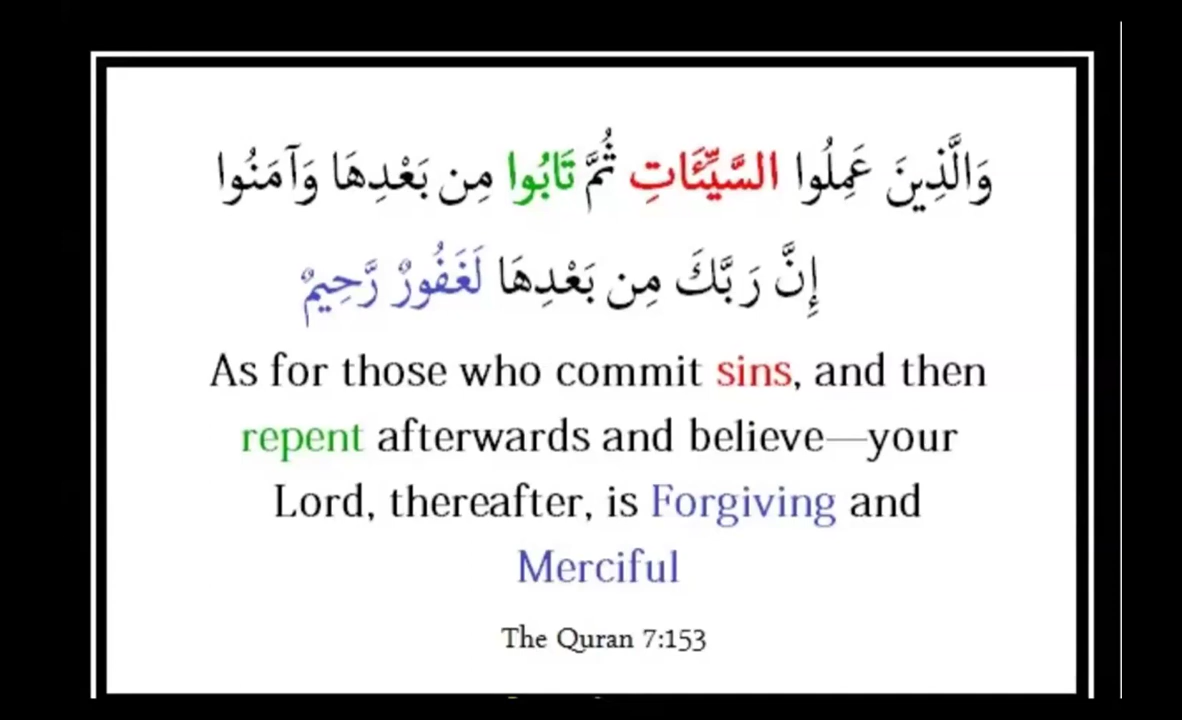 وَالَّذِينَ عَمِلُوا السَّيِّئَاتِ ثُمَّ تَابُوا مِن بَعْدِهَا وَآمَنُوا
إِنَّ رَبَّكَ مِن بَعْدِهَا لَغَفُورٌ رَّحِيمٌ
As for those who commit sins, and then
repent afterwards and believe—your
Lord, thereafter, is Forgiving and
Merciful
The Quran 7:153